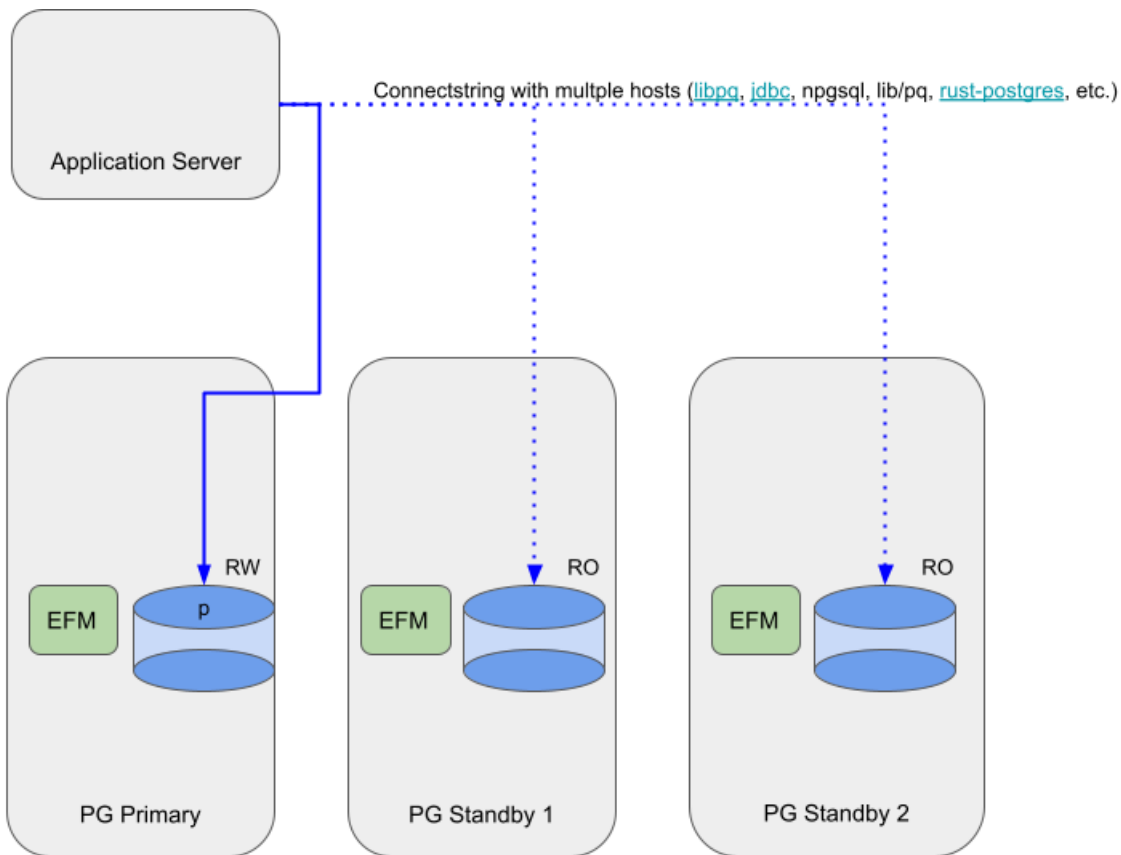 Connectstring with multple hosts (libpq, jdbc, npgsql, lib/pq, rust-postgres, etc.)
Application Server
RW
RO
RO
EFM
p
EFM
EFM
PG Primary
PG Standby 1
PG Standby 2